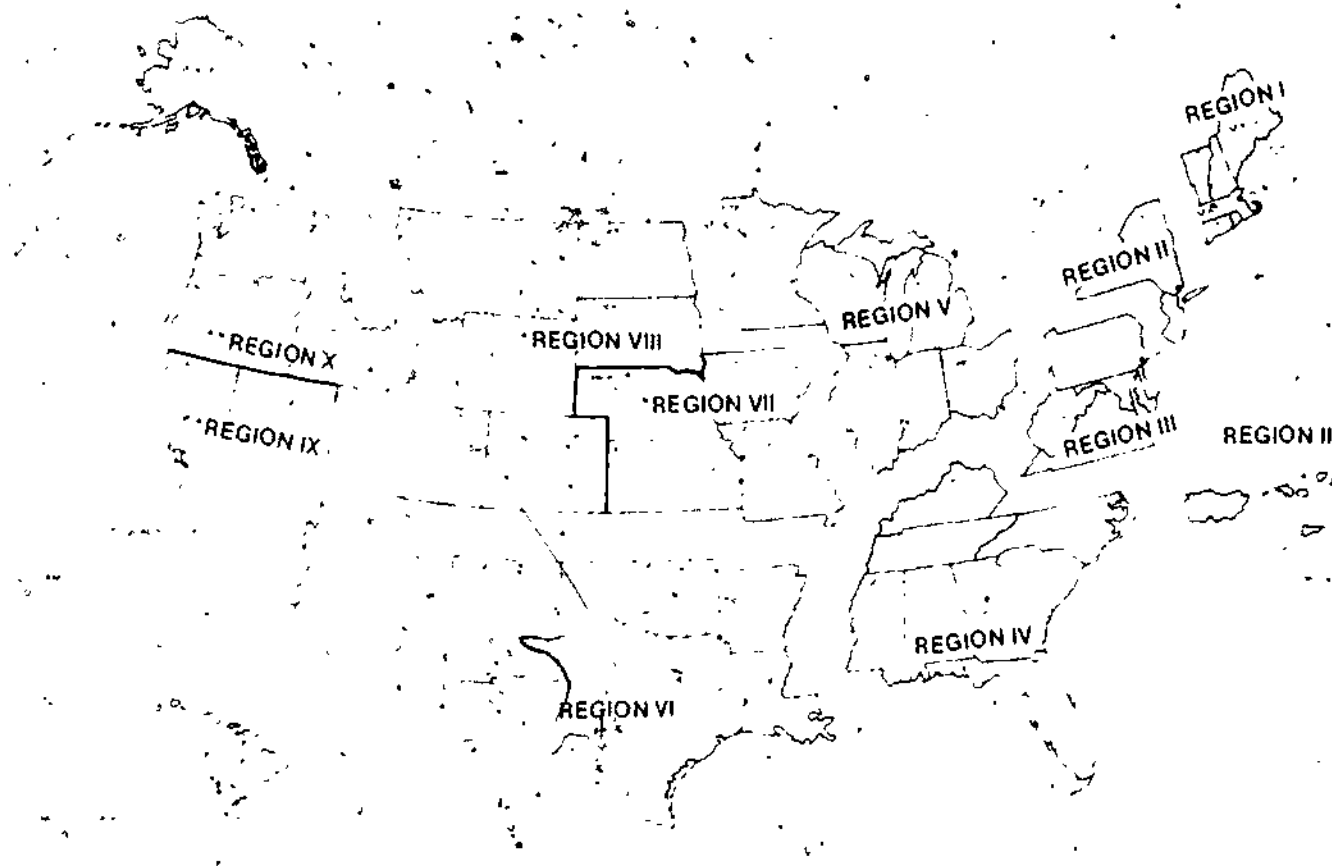 REGION I
REGION II
REGION V
REGION VIII
**REGION X
*REGION VII
**REGION IX
REGION III
REGION II
REGION IV
REGION VI